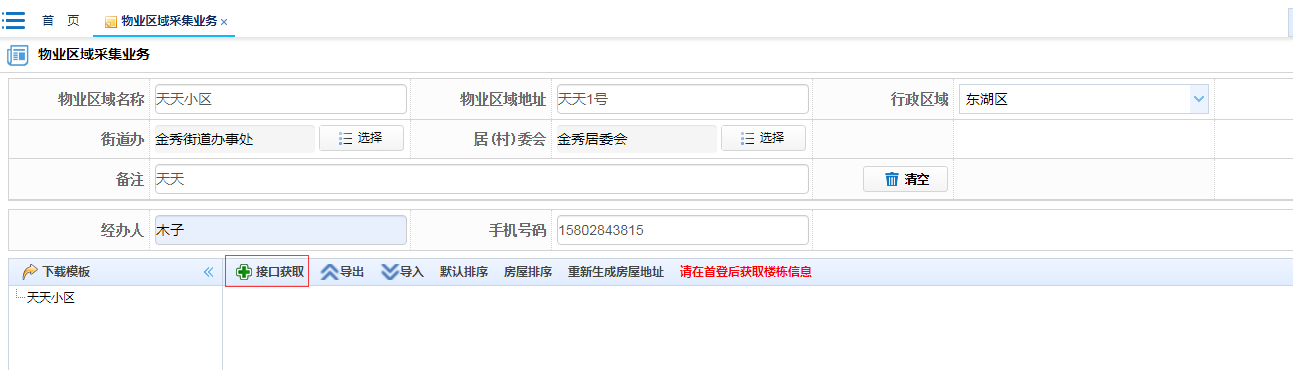 首 页 物业区域采集业务 ×
物业区域采集业务
物业区域名称 天天小区 物业区域地址 天天1号 行政区域 东湖区
街道办 金秀街道办事处 选择 居(村)委会 金秀居委会 选择
备注 天天 清空
经办人 木子 手机号码 15802843815
下载模板 接口获取 导出 导入 默认排序 房屋排序 重新生成房屋地址 请在首登后获取楼栋信息
天天小区